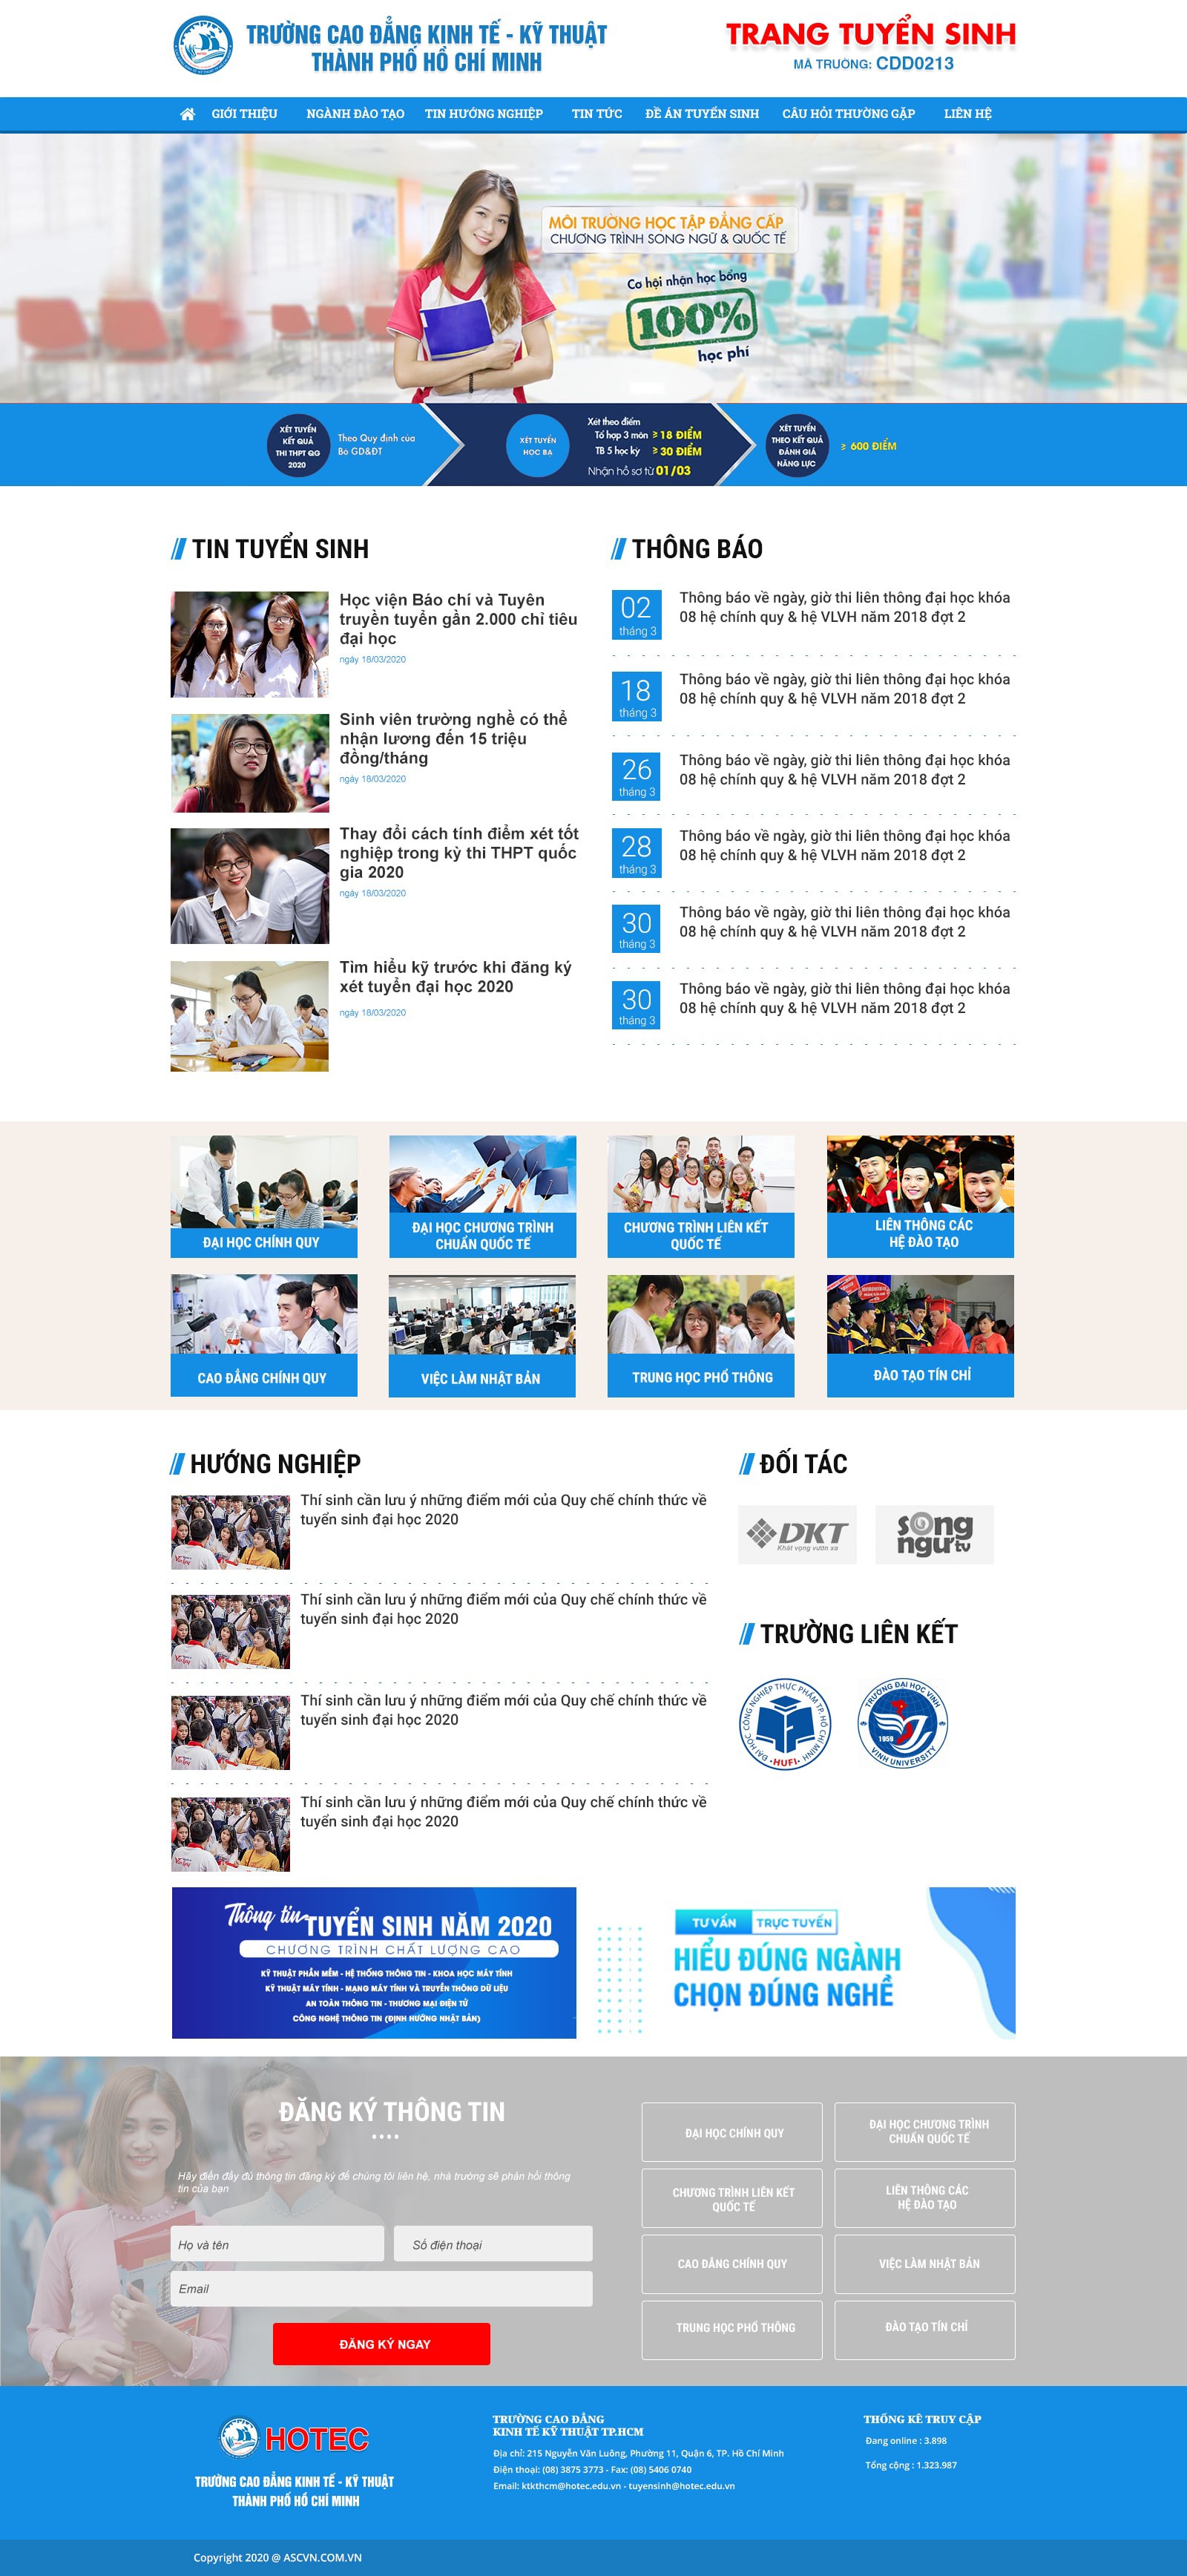 TRƯỜNG CAO ĐẲNG KINH TẾ - KỸ THUẬT
THÀNH PHỐ HỒ CHÍ MINH
TRANG TUYỂN SINH
MÃ TRƯỜNG: CDD0213
GIỚI THIỆU NGÀNH ĐÀO TẠO TIN HƯỚNG NGHIỆP TIN TỨC ĐỀ ÁN TUYỂN SINH CÂU HỎI THƯỜNG GẶP LIÊN HỆ
MÔI TRƯỜNG HỌC TẬP ĐẲNG CẤP
CHƯƠNG TRÌNH SONG NGỮ & QUỐC TẾ
Cơ hội nhận học bổng
100%
học phí
XÉT TUYỂN
KẾT QUẢ
THI THPT QG
2020
Theo Quy định của
Bộ GD&ĐT
XÉT TUYỂN
HỌC BẠ
Xét theo điểm
Tổ hợp 3 môn ≥ 18 ĐIỂM
TB 5 học kỳ ≥ 30 ĐIỂM
Nhận hồ sơ từ 01/03
XÉT TUYỂN
THEO KẾT QUẢ
ĐÁNH GIÁ
NĂNG LỰC
≥ 600 ĐIỂM
TIN TUYỂN SINH
Học viện Báo chí và Tuyên
truyền tuyển gần 2.000 chỉ tiêu
đại học
ngày 18/03/2020
Sinh viên trường nghề có thể
nhận lương đến 15 triệu
đồng/tháng
ngày 18/03/2020
Thay đổi cách tính điểm xét tốt
nghiệp trong kỳ thi THPT quốc
gia 2020
ngày 18/03/2020
Tìm hiểu kỹ trước khi đăng ký
xét tuyển đại học 2020
ngày 18/03/2020
THÔNG BÁO
02
tháng 3
Thông báo về ngày, giờ thi liên thông đại học khóa
08 hệ chính quy & hệ VLVH năm 2018 đợt 2
18
tháng 3
Thông báo về ngày, giờ thi liên thông đại học khóa
08 hệ chính quy & hệ VLVH năm 2018 đợt 2
26
tháng 3
Thông báo về ngày, giờ thi liên thông đại học khóa
08 hệ chính quy & hệ VLVH năm 2018 đợt 2
28
tháng 3
Thông báo về ngày, giờ thi liên thông đại học khóa
08 hệ chính quy & hệ VLVH năm 2018 đợt 2
30
tháng 3
Thông báo về ngày, giờ thi liên thông đại học khóa
08 hệ chính quy & hệ VLVH năm 2018 đợt 2
30
tháng 3
Thông báo về ngày, giờ thi liên thông đại học khóa
08 hệ chính quy & hệ VLVH năm 2018 đợt 2
ĐẠI HỌC CHÍNH QUY
ĐẠI HỌC CHƯƠNG TRÌNH
CHUẨN QUỐC TẾ
CHƯƠNG TRÌNH LIÊN KẾT
QUỐC TẾ
LIÊN THÔNG CÁC
HỆ ĐÀO TẠO
CAO ĐẲNG CHÍNH QUY
VIỆC LÀM NHẬT BẢN
TRUNG HỌC PHỔ THÔNG
ĐÀO TẠO TÍN CHỈ
HƯỚNG NGHIỆP
Thí sinh cần lưu ý những điểm mới của Quy chế chính thức về
tuyển sinh đại học 2020
Thí sinh cần lưu ý những điểm mới của Quy chế chính thức về
tuyển sinh đại học 2020
Thí sinh cần lưu ý những điểm mới của Quy chế chính thức về
tuyển sinh đại học 2020
Thí sinh cần lưu ý những điểm mới của Quy chế chính thức về
tuyển sinh đại học 2020
ĐỐI TÁC
DKT
Khát vọng vươn xa
sông
ngư tv
TRƯỜNG LIÊN KẾT
ĐẠI HỌC CÔNG NGHIỆP THỰC PHẨM TP. HỒ CHÍ MINH
HUFI
TRƯỜNG ĐẠI HỌC VINH
1959
VINH UNIVERSITY
Thông tin
TUYỂN SINH NĂM 2020
CHƯƠNG TRÌNH CHẤT LƯỢNG CAO
KỸ THUẬT PHẦN MỀM - HỆ THỐNG THÔNG TIN - KHOA HỌC MÁY TÍNH
KỸ THUẬT MÁY TÍNH - MẠNG MÁY TÍNH VÀ TRUYỀN THÔNG DỮ LIỆU
AN TOÀN THÔNG TIN - THƯƠNG MẠI ĐIỆN TỬ
CÔNG NGHỆ THÔNG TIN (ĐỊNH HƯỚNG NHẬT BẢN)
TƯ VẤN TRỰC TUYẾN
HIỂU ĐÚNG NGÀNH
CHỌN ĐÚNG NGHỀ
ĐĂNG KÝ THÔNG TIN
Hãy điền đầy đủ thông tin đăng ký để chúng tôi liên hệ, nhà trường sẽ phản hồi thông
tin của bạn
Họ và tên
Số điện thoại
Email
ĐĂNG KÝ NGAY
ĐẠI HỌC CHÍNH QUY
ĐẠI HỌC CHƯƠNG TRÌNH
CHUẨN QUỐC TẾ
CHƯƠNG TRÌNH LIÊN KẾT
QUỐC TẾ
LIÊN THÔNG CÁC
HỆ ĐÀO TẠO
CAO ĐẲNG CHÍNH QUY
VIỆC LÀM NHẬT BẢN
TRUNG HỌC PHỔ THÔNG
ĐÀO TẠO TÍN CHỈ
HOTEC
TRƯỜNG CAO ĐẲNG KINH TẾ - KỸ THUẬT
THÀNH PHỐ HỒ CHÍ MINH
TRƯỜNG CAO ĐẲNG
KINH TẾ KỸ THUẬT TP.HCM
Địa chỉ: 215 Nguyễn Văn Luông, Phường 11, Quận 6, TP. Hồ Chí Minh
Điện thoại: (08) 3875 3773 - Fax: (08) 5406 0740
Email: ktkthcm@hotec.edu.vn - tuyensinh@hotec.edu.vn
THỐNG KÊ TRUY CẬP
Đang online : 3.898
Tổng cộng : 1.323.987
Copyright 2020 @ ASCVN.COM.VN